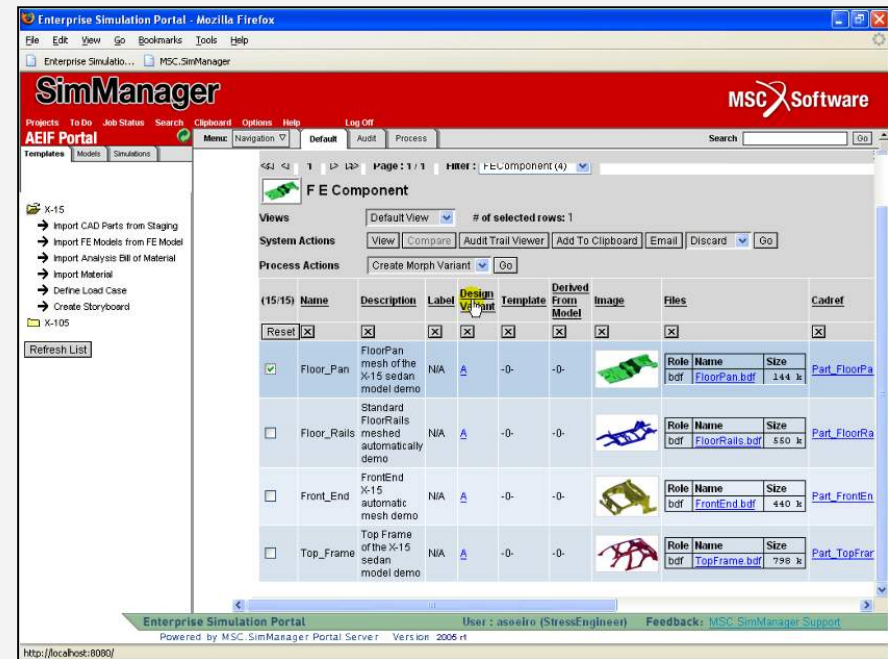 Enterprise Simulation Portal - Mozilla Firefox
File Edit View Go Bookmarks Tools Help
Enterprise Simulatio... MSC.SimManager
SimManager
MSC Software
Projects To Do Job Status Search Clipboard Options Help Log Off
AEIF Portal
Menu: Navigation Default Audit Process Search Go
Templates Models Simulations
1 Page : 1 / 1 Filter : FEComponent (4)
F E Component
Views Default View # of selected rows: 1
System Actions View Compare Audit Trail Viewer Add To Clipboard Email Discard Go
Process Actions Create Morph Variant Go
X-15
Import CAD Parts from Staging
Import FE Models from FE Model
Import Analysis Bill of Material
Import Material
Define Load Case
Create Storyboard
X-105
Refresh List
(15/15) Name Description Label Design Variant Template Derived From Model Image Files Cadref
Reset X X X X X X X X X
Floor_Pan FloorPan mesh of the X-15 sedan model demo N/A A -0- -0-
Role Name Size
bdf FloorPan.bdf 144 k
Part_FloorPa
Floor_Rails Standard FloorRails meshed automatically demo N/A A -0- -0-
Role Name Size
bdf FloorRails.bdf 550 k
Part_FloorRa
Front_End FrontEnd X-15 automatic mesh demo N/A A -0- -0-
Role Name Size
bdf FrontEnd.bdf 440 k
Part_FrontEn
Top_Frame Top Frame of the X-15 sedan model demo N/A A -0- -0-
Role Name Size
bdf TopFrame.bdf 798 k
Part_TopFrar
Enterprise Simulation Portal User : asoeiro (StressEngineer) Feedback: MSC SimManager Support
Powered by MSC.SimManager Portal Server Version 2005 r1
http://localhost:8080/